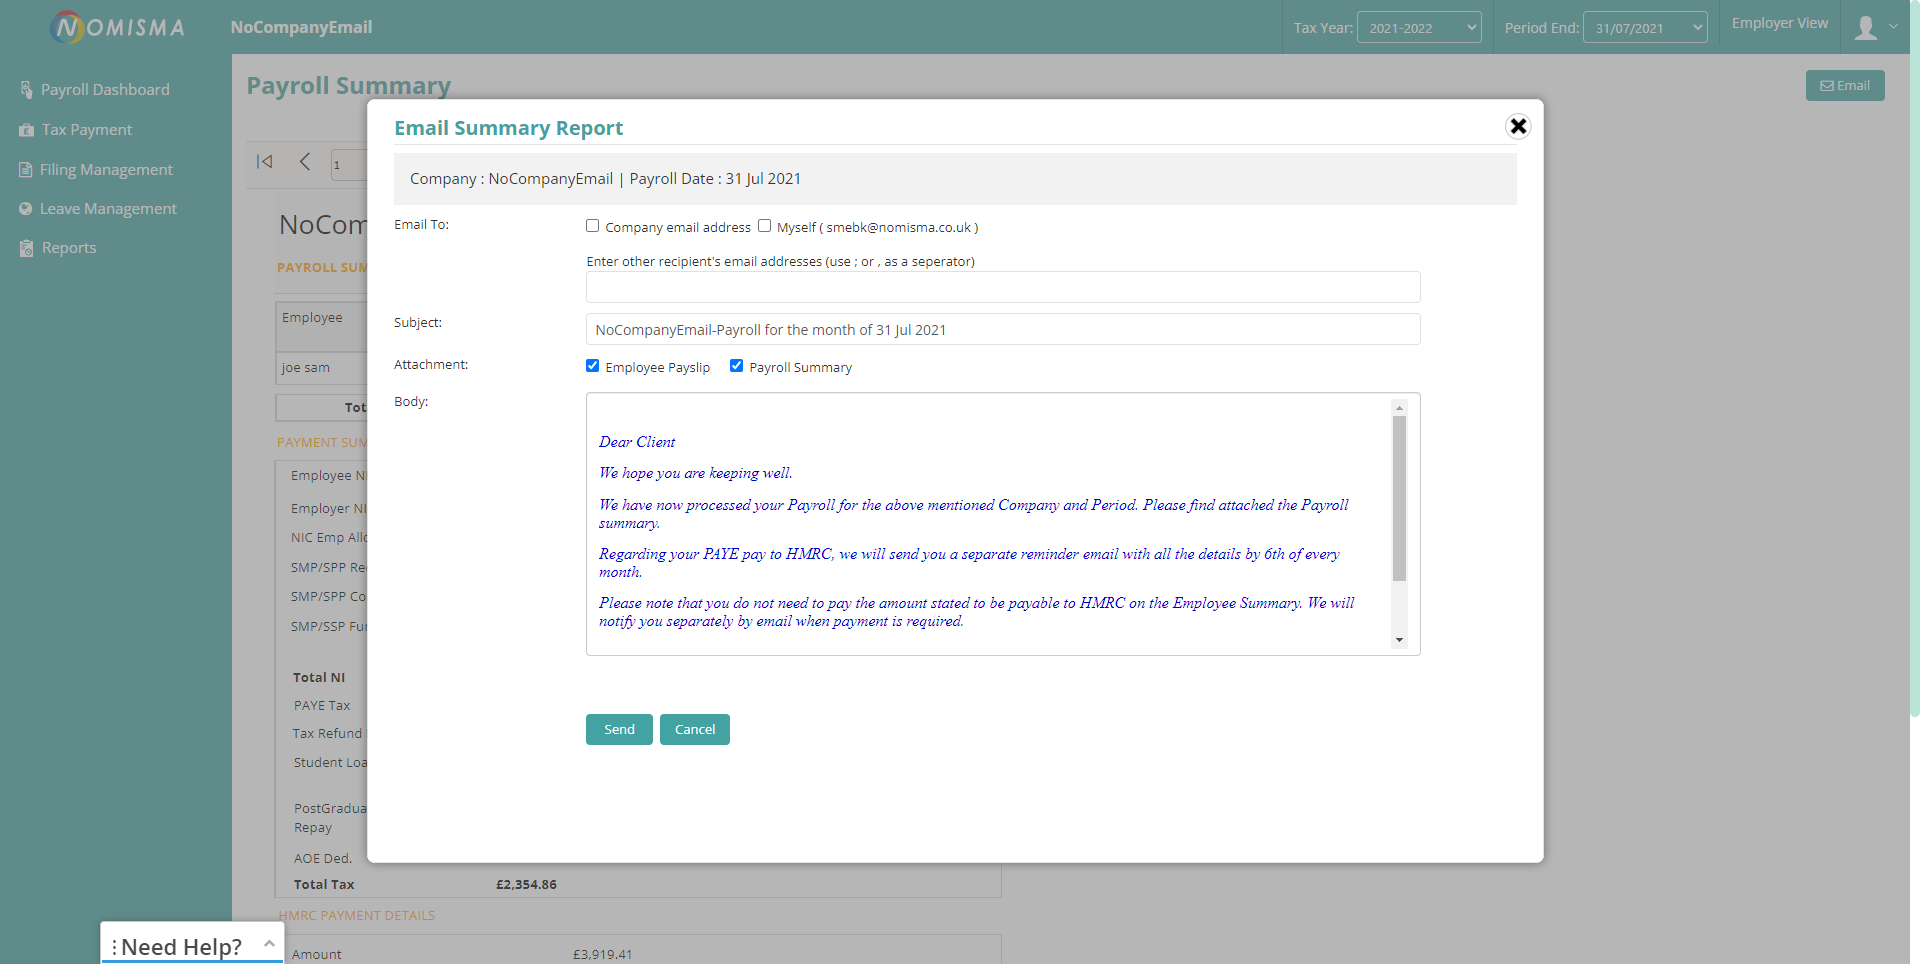 NOMISMA
NoCompanyEmail
Tax Year: 2021-2022
Period End: 31/07/2021
Employer View
Payroll Dashboard
Tax Payment
Filing Management
Leave Management
Reports
Payroll Summary
Email
1
NoCom
PAYROLL SUM
Employee
joe sam
Tot
PAYMENT SUM
Employee NI
Employer NI
NIC Emp Allo
SMP/SPP Re
SMP/SPP Co
SMP/SSP Fun
Total NI
PAYE Tax
Tax Refund
Student Loa
PostGradua
Repay
AOE Ded.
Total Tax £2,354.86
HMRC PAYMENT DETAILS
Amount £3,919.41
Email Summary Report
Company : NoCompanyEmail | Payroll Date : 31 Jul 2021
Email To:
Company email address Myself ( smebk@nomisma.co.uk )
Enter other recipient's email addresses (use ; or , as a seperator)
Subject:
NoCompanyEmail-Payroll for the month of 31 Jul 2021
Attachment:
Employee Payslip Payroll Summary
Body:
Dear Client
We hope you are keeping well.
We have now processed your Payroll for the above mentioned Company and Period. Please find attached the Payroll
summary.
Regarding your PAYE pay to HMRC, we will send you a separate reminder email with all the details by 6th of every
month.
Please note that you do not need to pay the amount stated to be payable to HMRC on the Employee Summary. We will
notify you separately by email when payment is required.
Send Cancel
Need Help?